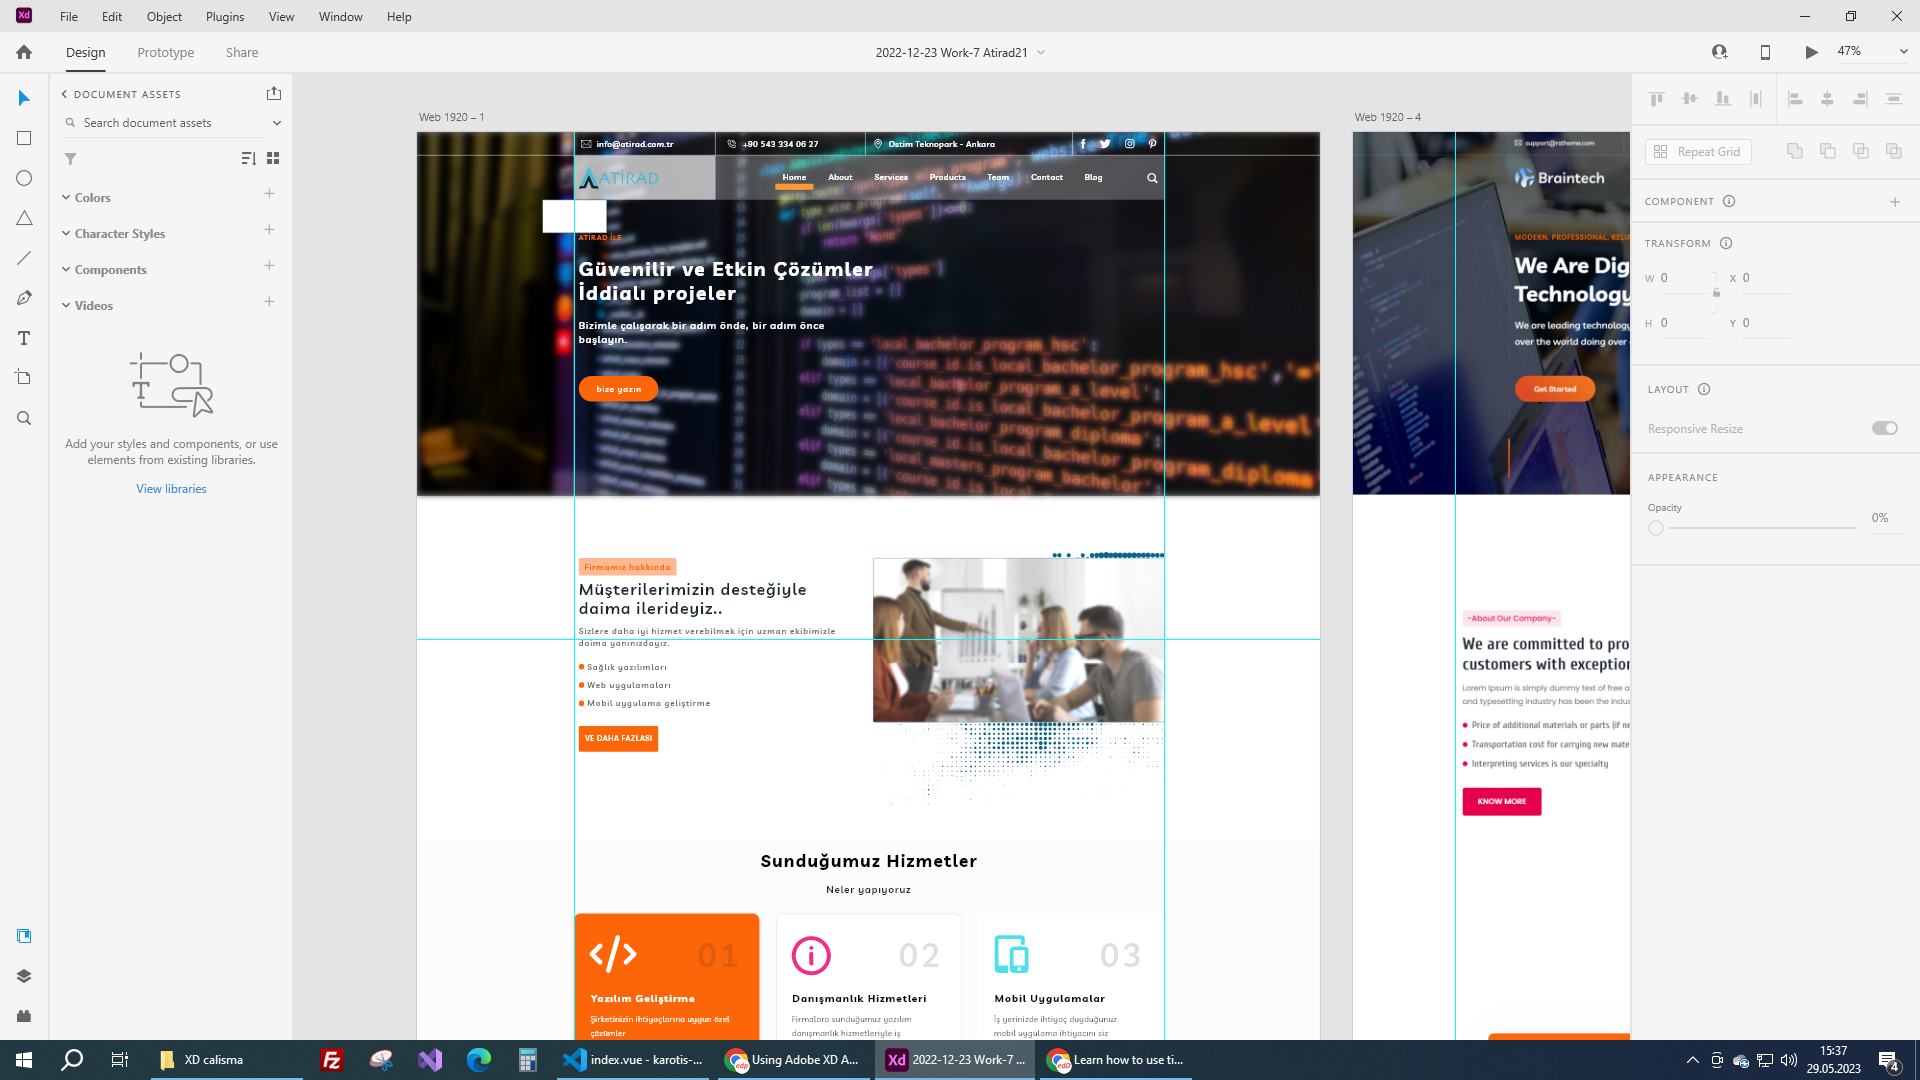 File Edit Object Plugins View Window Help
Design Prototype Share
2022-12-23 Work-7 Atirad21
47%
DOCUMENT ASSETS
Search document assets
Colors
Character Styles
Components
Videos
Add your styles and components, or use
elements from existing libraries.
View libraries
Web 1920 – 1
info@atirad.com.tr
+90 543 334 06 27
Ostim Teknopark - Ankara
ATİRAD
Home About Services Products Team Contact Blog
ATİRAD İLE
Güvenilir ve Etkin Çözümler
İddialı projeler
Bizimle çalışarak bir adım önde, bir adım önce
başlayın.
bize yazın
Firmamız hakkında
Müşterilerimizin desteğiyle
daima ilerideyiz..
Sizlere daha iyi hizmet verebilmek için uzman ekibimizle
daima yanınızdayız.
Sağlık yazılımları
Web uygulamaları
Mobil uygulama geliştirme
VE DAHA FAZLASI
Sunduğumuz Hizmetler
Neler yapıyoruz
01
Yazılım Geliştirme
Şirketinizin ihtiyaçlarına uygun özel
çözümler
02
Danışmanlık Hizmetleri
Firmalara sunduğumuz yazılım
danışmanlık hizmetleriyle iş
03
Mobil Uygulamalar
İş yerinizde ihtiyaç duyduğunuz
mobil uygulama ihtiyacını siz
Web 1920 – 4
support@rstheme.com
Braintech
MODERN. PROFESSIONAL. RELI
We Are Dig
Technology
We are leading technology
over the world doing over
Get Started
-About Our Company-
We are committed to pro
customers with exception
Lorem Ipsum is simply dummy text of free a
and typesetting industry has been the indus
Price of additional materials or parts (if ne
Transportation cost for carrying new mate
Interpreting services is our specialty
KNOW MORE
Repeat Grid
COMPONENT
TRANSFORM
W 0 X 0
H 0 Y 0
LAYOUT
Responsive Resize
APPEARANCE
Opacity
0%
XD calisma
index.vue - karotis-...
Using Adobe XD A...
2022-12-23 Work-7 ...
Learn how to use ti...
15:37
29.05.2023
4